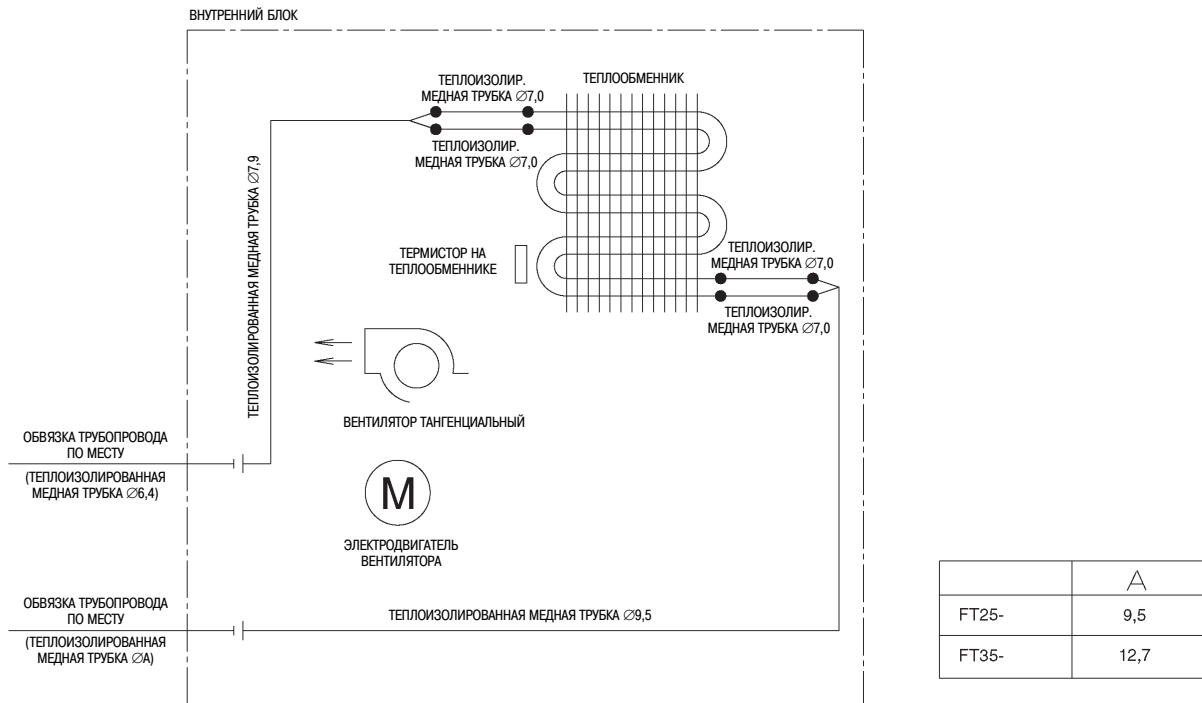 ВНУТРЕННИЙ БЛОК
ТЕПЛОИЗОЛИР.
МЕДНАЯ ТРУБКА ∅7,0
ТЕПЛООБМЕННИК
ТЕПЛОИЗОЛИР.
МЕДНАЯ ТРУБКА ∅7,0
ТЕПЛОИЗОЛИРОВАННАЯ МЕДНАЯ ТРУБКА ∅7,9
ТЕРМИСТОР НА
ТЕПЛООБМЕННИКЕ
ТЕПЛОИЗОЛИР.
МЕДНАЯ ТРУБКА ∅7,0
ТЕПЛОИЗОЛИР.
МЕДНАЯ ТРУБКА ∅7,0
ВЕНТИЛЯТОР ТАНГЕНЦИАЛЬНЫЙ
ОБВЯЗКА ТРУБОПРОВОДА
ПО МЕСТУ
(ТЕПЛОИЗОЛИРОВАННАЯ
МЕДНАЯ ТРУБКА ∅6,4)
М
ЭЛЕКТРОДВИГАТЕЛЬ
ВЕНТИЛЯТОРА
ОБВЯЗКА ТРУБОПРОВОДА
ПО МЕСТУ
(ТЕПЛОИЗОЛИРОВАННАЯ
МЕДНАЯ ТРУБКА ∅А)
ТЕПЛОИЗОЛИРОВАННАЯ МЕДНАЯ ТРУБКА ∅9,5
A
FT25- 9,5
FT35- 12,7